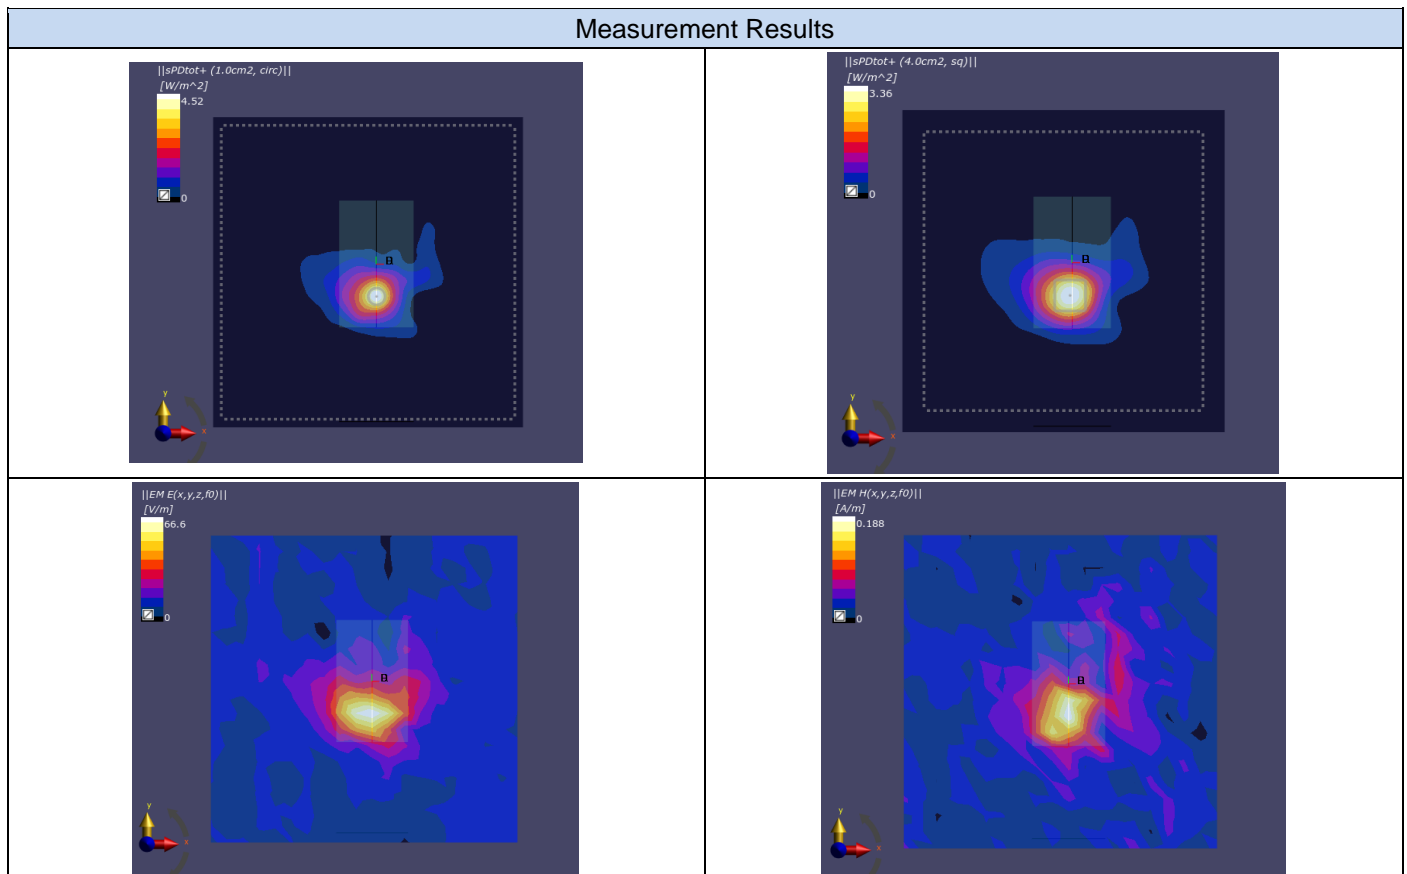 Measurement Results
||sPDtot+ (1.0cm2, circ)||
[W/m^2]
4.52
0
B
y
x
||sPDtot+ (4.0cm2, sq)||
[W/m^2]
3.36
0
B
y
x
||EM E(x,y,z,f0)||
[V/m]
66.6
0
B
y
x
||EM H(x,y,z,f0)||
[A/m]
0.188
0
B
y
x